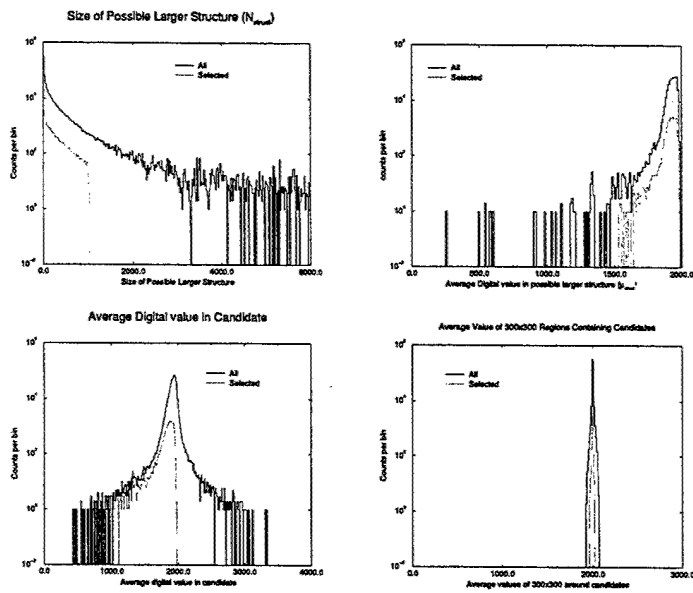 Size of Possible Larger Structure (N_struct)
All
Selected
Counts per bin
0.0
2000.0
4000.0
6000.0
Size of Possible Larger Structure
All
Selected
Counts per bin
0.0
500.0
1000.0
1500.0
2000.0
Average Digital value in possible larger structure
Average Digital value in Candidate
All
Selected
Counts per bin
0.0
1000.0
2000.0
3000.0
4000.0
Average digital value in candidate
Average Value of 300x300 Regions Containing Candidates
All
Selected
Counts per bin
0.0
1000.0
2000.0
3000.0
Average values of 300x300 around candidates